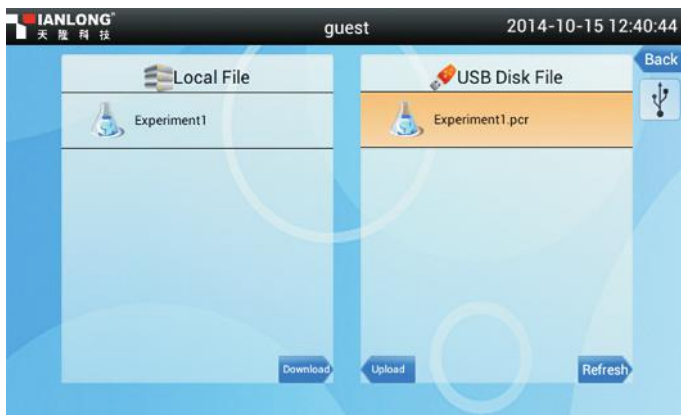 TIANLONG®
天隆科技
guest
2014-10-15 12:40:44
Back
Local File
Experiment1
Download
USB Disk File
Experiment1.pcr
Upload
Refresh